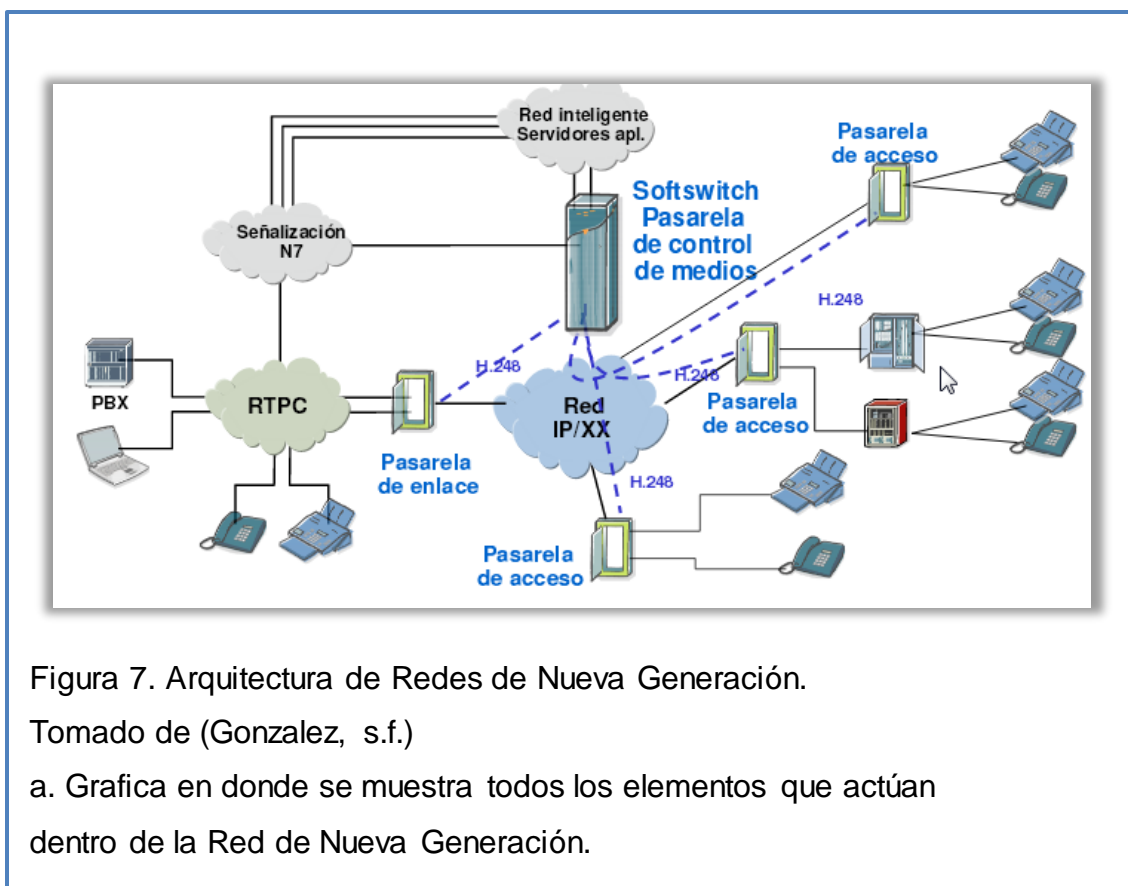 Red inteligente
Servidores apl.
Pasarela
de acceso
Softswitch
Pasarela
de control
de medios
Señalización
N7
H.248
PBX
RTPC
H.248
Red
IP/XX
H.248
Pasarela
de acceso
Pasarela
de enlace
H.248
Pasarela
de acceso
Figura 7. Arquitectura de Redes de Nueva Generación.
Tomado de (Gonzalez, s.f.)
a. Grafica en donde se muestra todos los elementos que actúan
dentro de la Red de Nueva Generación.